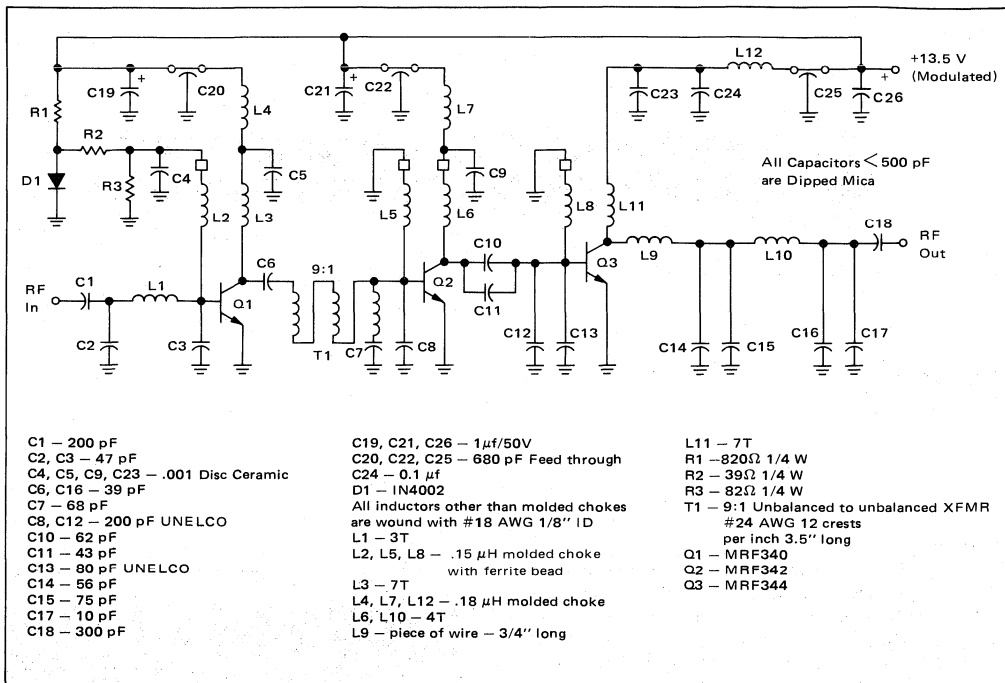 L12
+13.5 V
(Modulated)
C19
C20
C21
C22
C23
C24
C25
C26
R1
L4
L7
R2
All Capacitors < 500 pF
are Dipped Mica
D1
R3
C4
C5
C9
L2
L3
L5
L6
L8
L11
C18
RF
Out
C6
9:1
C10
Q3
L9
L10
RF
In
C1
L1
Q1
Q2
C11
C2
C3
T1
C7
C8
C12
C13
C14
C15
C16
C17
C1 – 200 pF
C2, C3 – 47 pF
C4, C5, C9, C23 – .001 Disc Ceramic
C6, C16 – 39 pF
C7 – 68 pF
C8, C12 – 200 pF UNELCO
C10 – 62 pF
C11 – 43 pF
C13 – 80 pF UNELCO
C14 – 56 pF
C15 – 75 pF
C17 – 10 pF
C18 – 300 pF
C19, C21, C26 – 1µf/50V
C20, C22, C25 – 680 pF Feed through
C24 – 0.1 µf
D1 – IN4002
All inductors other than molded chokes
are wound with #18 AWG 1/8" ID
L1 – 3T
L2, L5, L8 – .15 µH molded choke
with ferrite bead
L3 – 7T
L4, L7, L12 – .18 µH molded choke
L6, L10 – 4T
L9 – piece of wire – 3/4" long
L11 – 7T
R1 –820Ω 1/4 W
R2 – 39Ω 1/4 W
R3 – 82Ω 1/4 W
T1 – 9:1 Unbalanced to unbalanced XFMR
#24 AWG 12 crests
per inch 3.5" long
Q1 – MRF340
Q2 – MRF342
Q3 – MRF344